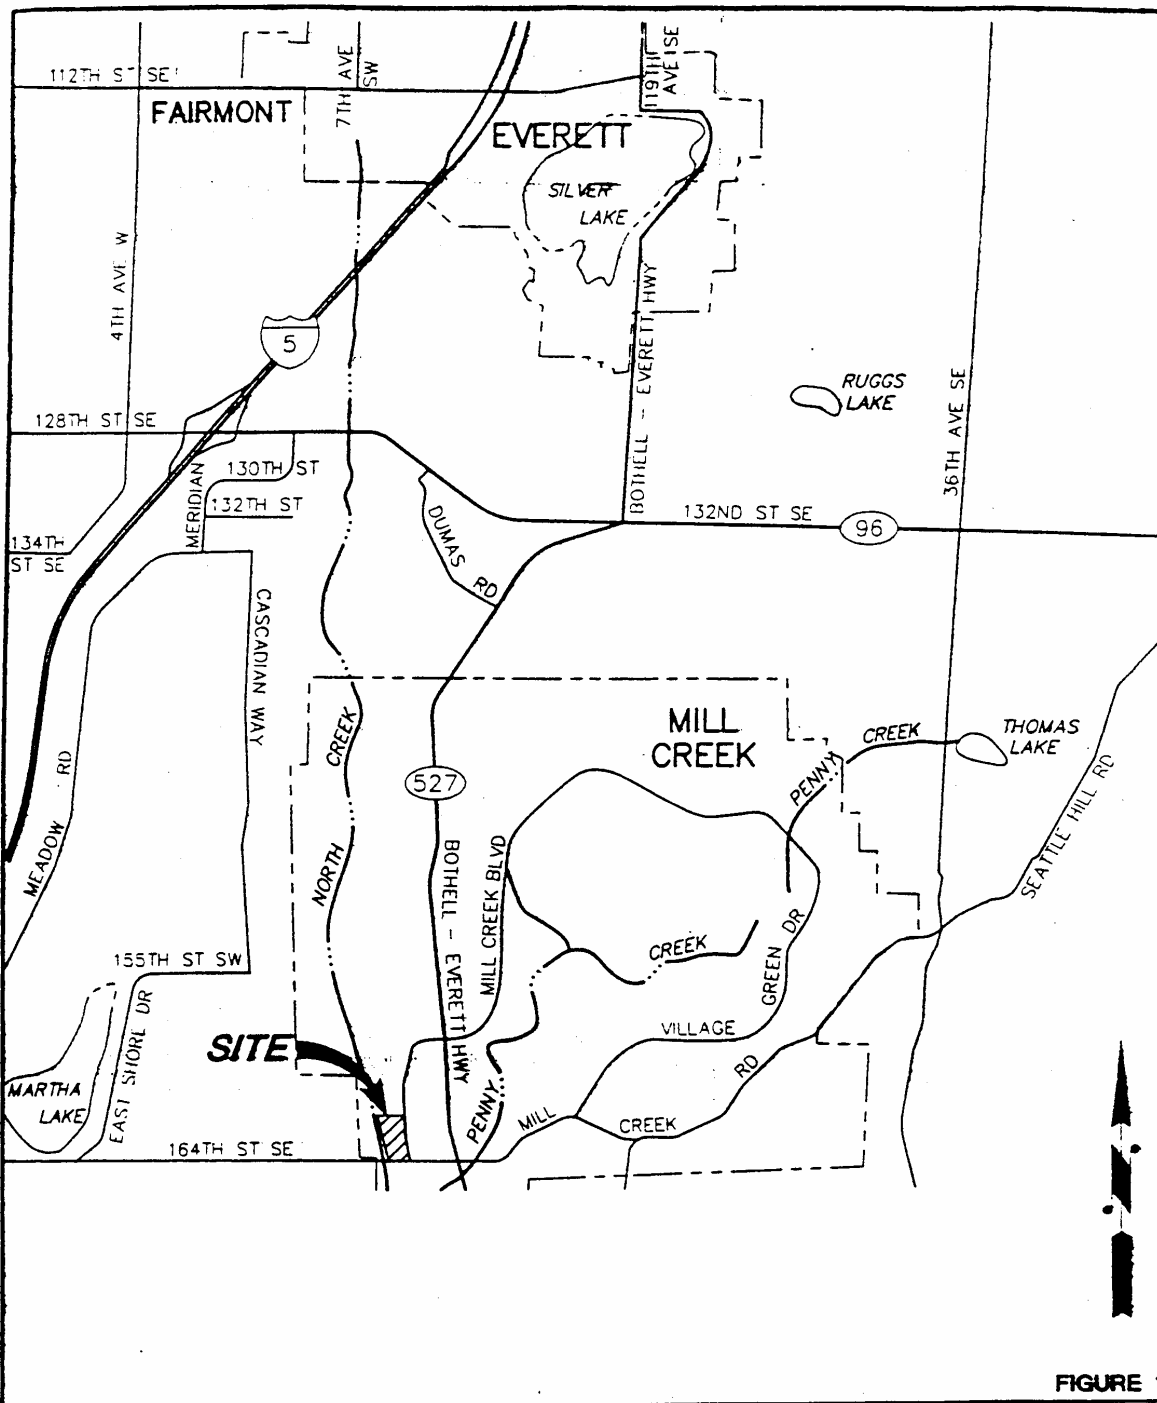 112TH ST SE
7TH AVE
SW
119TH
AVE SE
FAIRMONT
EVERETT
SILVER
LAKE
4TH AVE W
5
BOTHELL - EVERETT HWY
RUGGS
LAKE
36TH AVE SE
128TH ST SE
130TH ST
MERIDIAN
132TH ST
DUMAS
RD
132ND ST SE
96
134TH
ST SE
CASCADIAN WAY
NORTH
CREEK
MILL
CREEK
PENNY
CREEK
THOMAS
LAKE
527
MEADOW
RD
SEATTLE HILL RD
BOTHELL - EVERETT HWY
MILL CREEK BLVD
CREEK
GREEN
DR
155TH ST SW
EAST SHORE DR
SITE
VILLAGE
MARTHA
LAKE
PENNY
MILL
CREEK
RD
164TH ST SE
FIGURE